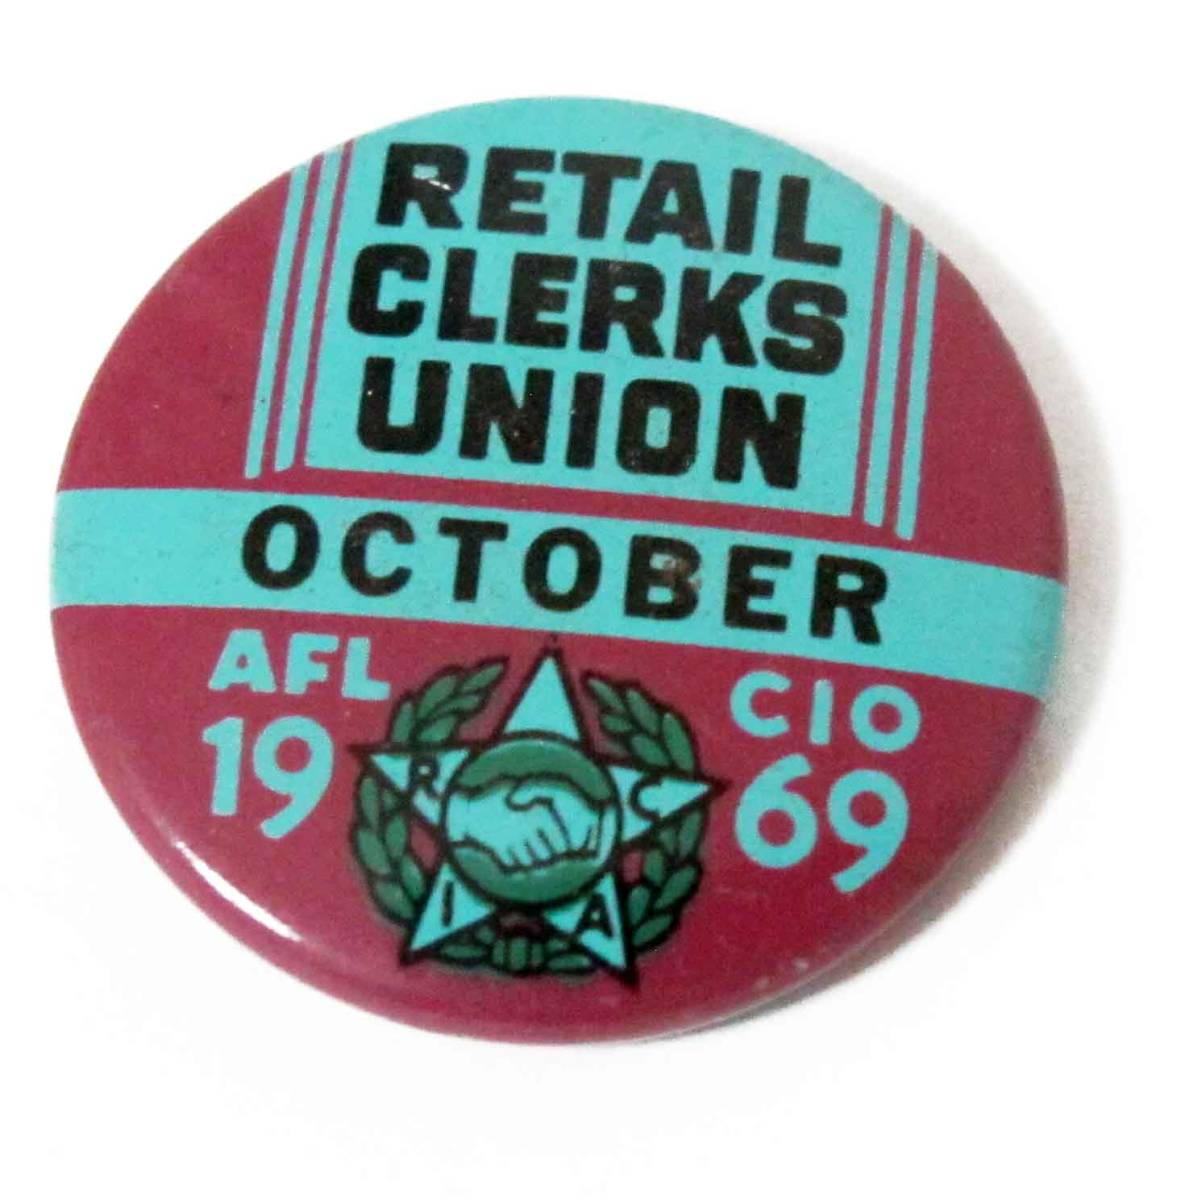 RETAIL
CLERKS
UNION
OCTOBER
AFL CIO
19 69
R C
I A